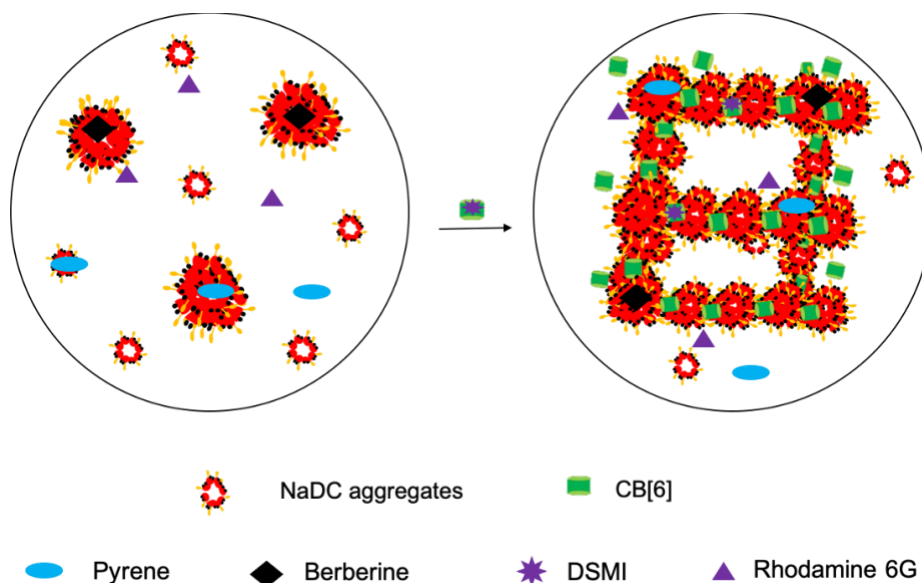 NaDC aggregates
CB[6]
Pyrene
Berberine
DSMI
Rhodamine 6G